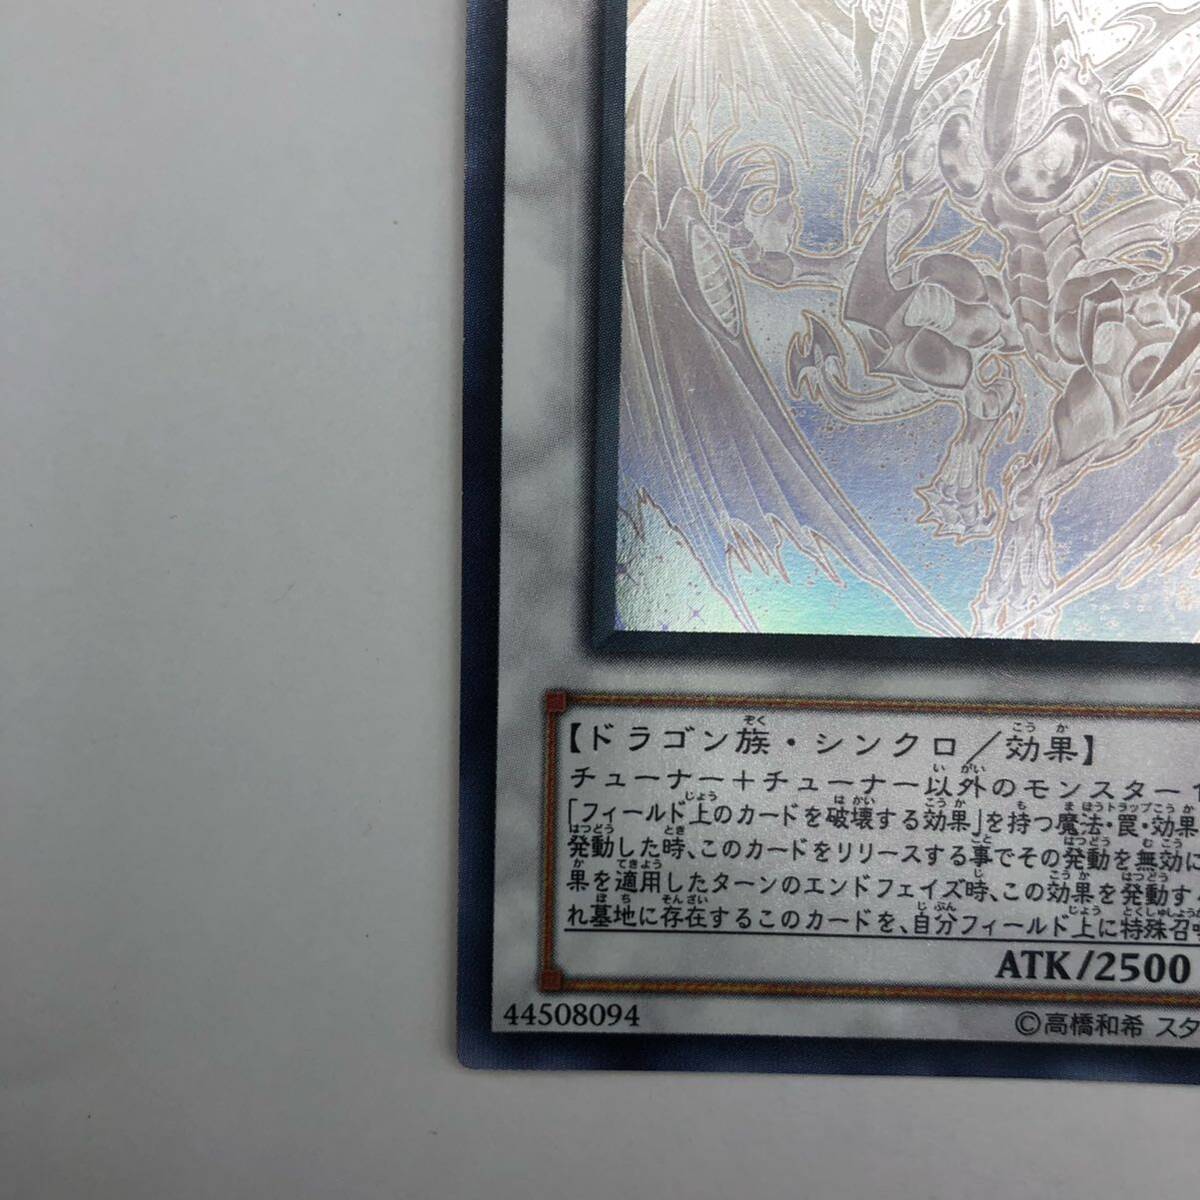 【ドラゴン族・シンクロ／効果】
チューナー＋チューナー以外のモンスター
「フィールド上のカードを破壊する効果」を持つ魔法・罠・効果
発動した時、このカードをリリースする事でその発動を無効に
果を適用したターンのエンドフェイズ時、この効果を発動す
れ墓地に存在するこのカードを、自分フィールド上に特殊召
ATK/2500
44508094
©高橋和希 スタ